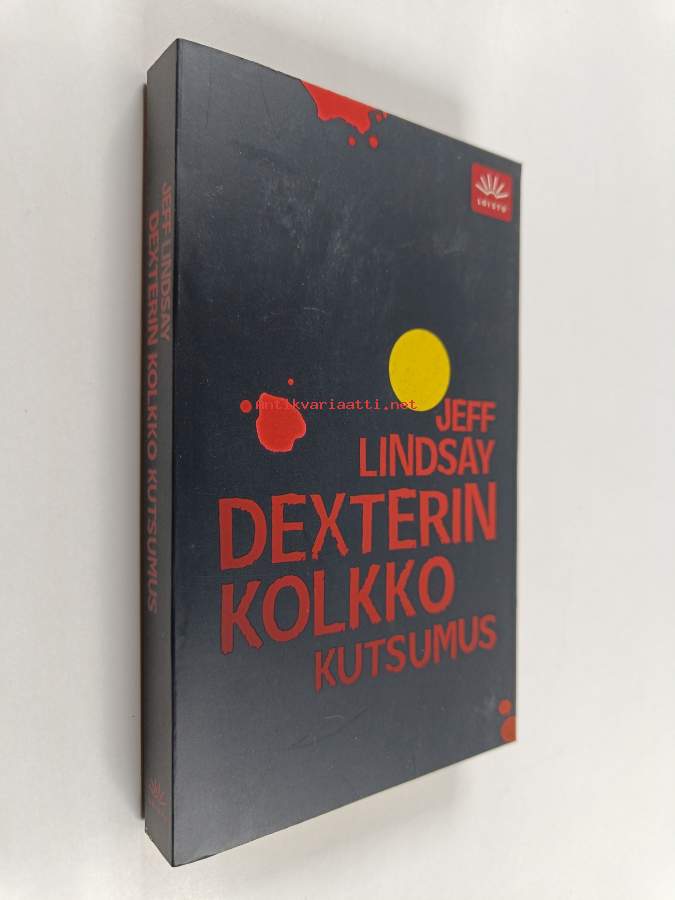 JEFF LINDSAY
DEXTERIN KOLKKO KUTSUMUS
antikvariaatti.net
JEFF
LINDSAY
DEXTERIN
KOLKKO
KUTSUMUS